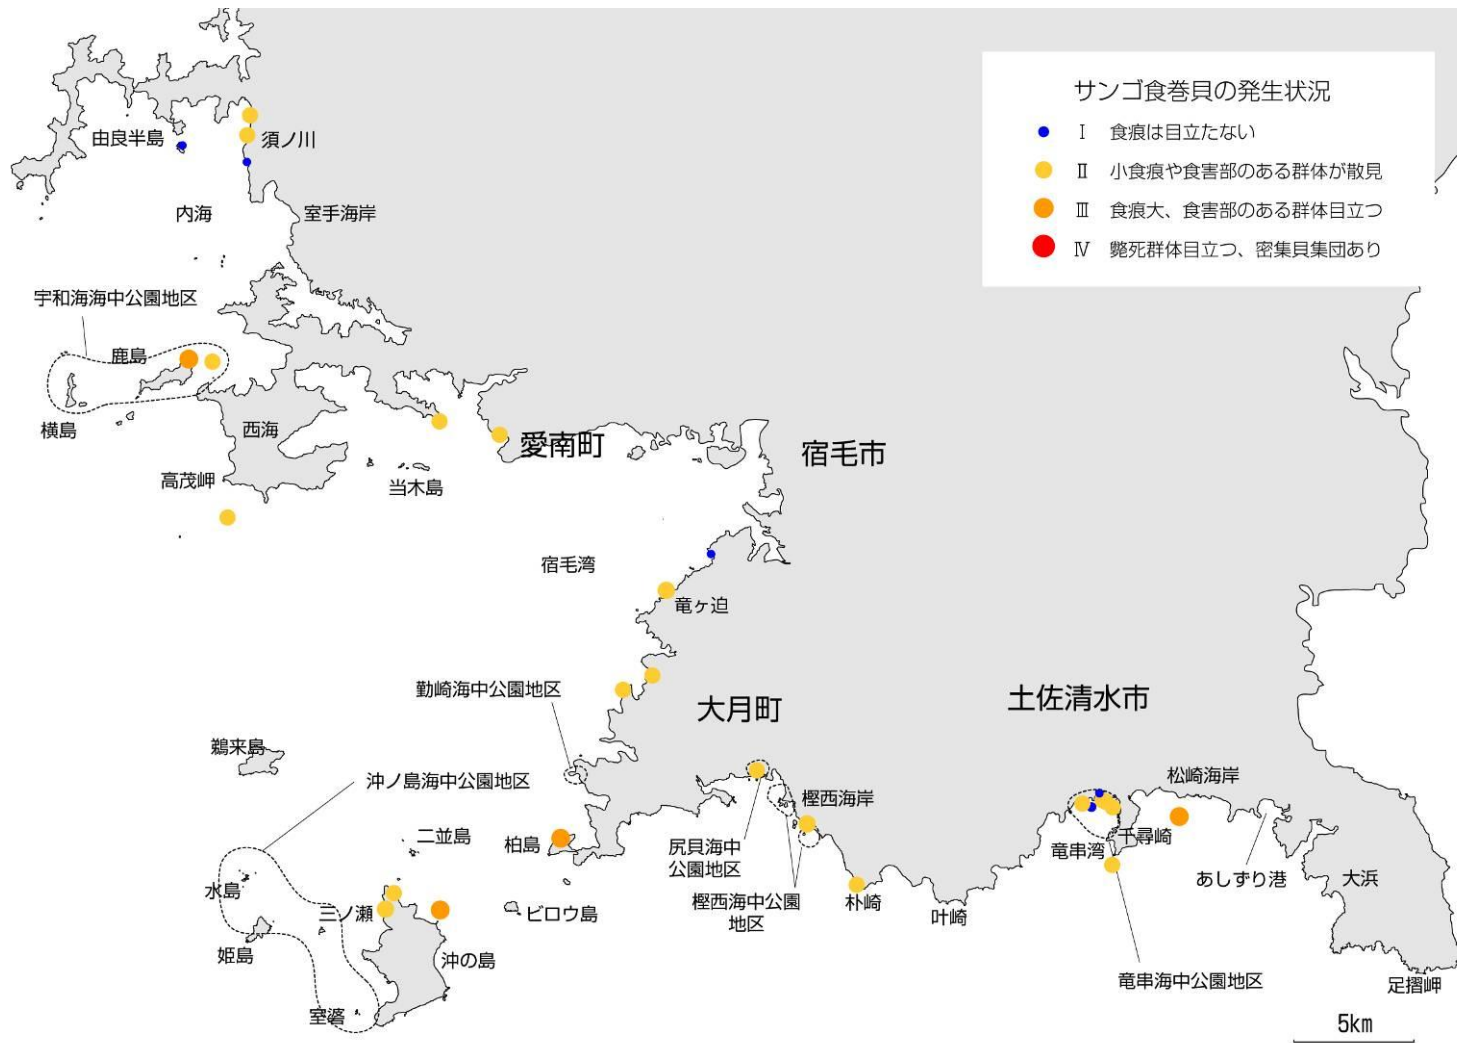 サンゴ食巻貝の発生状況
Ⅰ 食痕は目立たない
Ⅱ 小食痕や食害部のある群体が散見
Ⅲ 食痕大、食害部のある群体目立つ
Ⅳ 斃死群体目立つ、密集貝集団あり
由良半島
須ノ川
内海
室手海岸
宇和海海中公園地区
鹿島
横島
西海
愛南町
宿毛市
高茂岬
当木島
宿毛湾
竜ヶ迫
勤崎海中公園地区
大月町
土佐清水市
鵜来島
沖ノ島海中公園地区
松崎海岸
樫西海岸
二並島
柏島
尻貝海中
公園地区
竜串湾
千尋崎
あしずり港
大浜
水島
三ノ瀬
ビロウ島
樫西海中公園
地区
朴崎
叶崎
姫島
沖の島
竜串海中公園地区
足摺岬
室碆
5km